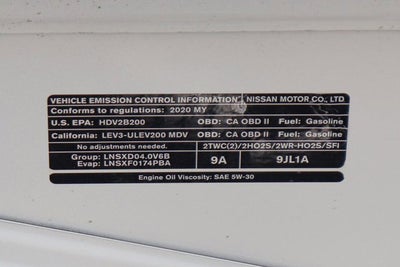 VEHICLE EMISSION CONTROL INFORMATION NISSAN MOTOR CO., LTD
Conforms to regulations: 2020 MY
U.S. EPA: HDV2B200 OBD: CA OBD II Fuel: Gasoline
California: LEV3-ULEV200 MDV OBD: CA OBD II Fuel: Gasoline
No adjustments needed. 2TWC(2)/2HO2S/2WR-HO2S/SFI
Group: LNSXD04.0V6B
Evap: LNSXF0174PBA 9A 9JL1A
Engine Oil Viscosity: SAE 5W-30